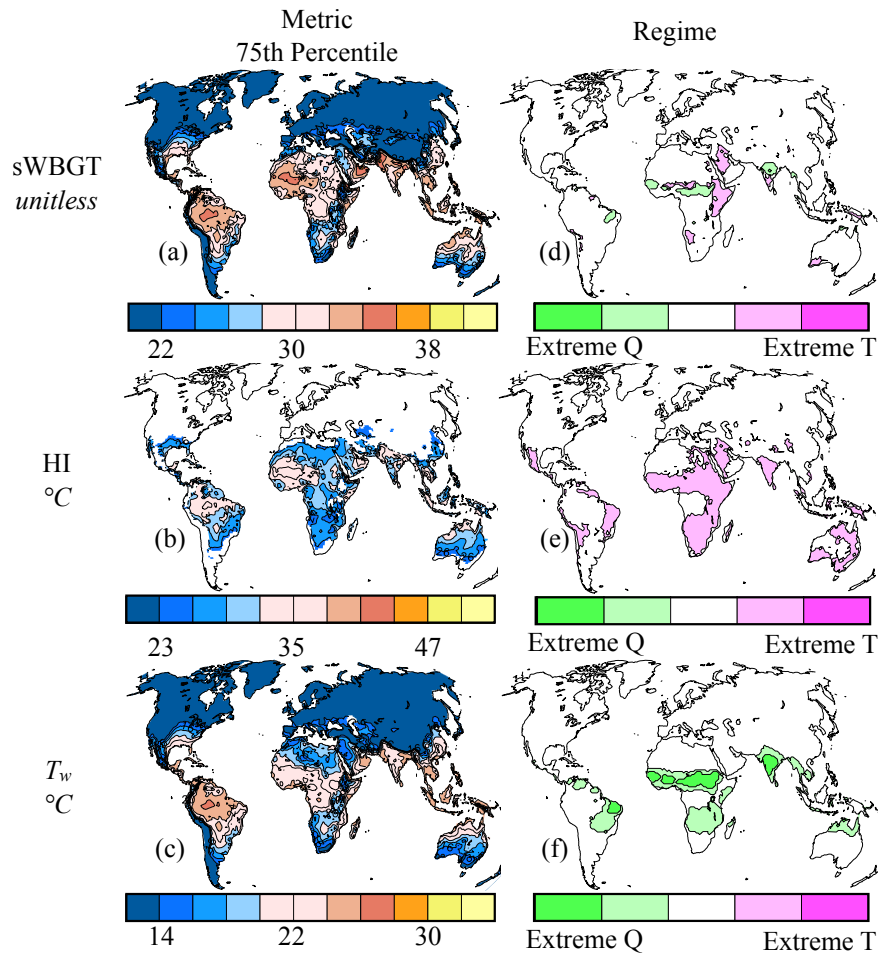 Metric
75th Percentile
Regime
sWBGT
unitless
(a)
(d)
22 30 38
Extreme Q Extreme T
HI
°C
(b)
(e)
23 35 47
Extreme Q Extreme T
T_w
°C
(c)
(f)
14 22 30
Extreme Q Extreme T